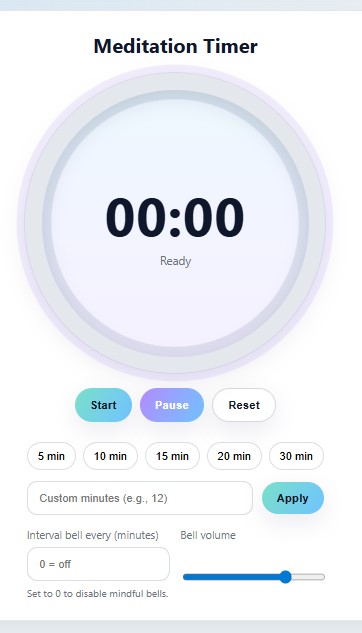 Meditation Timer
00:00
Ready
Start Pause Reset
5 min 10 min 15 min 20 min 30 min
Custom minutes (e.g., 12) Apply
Interval bell every (minutes) Bell volume
0 = off
Set to 0 to disable mindful bells.